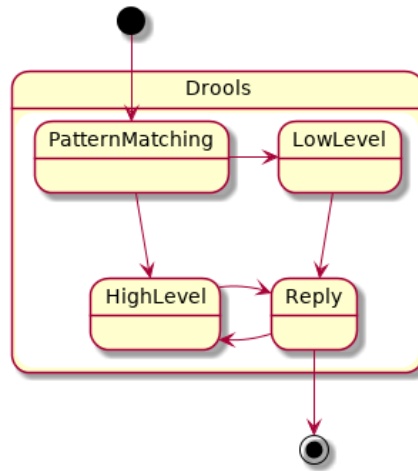 Drools
PatternMatching
LowLevel
HighLevel
Reply